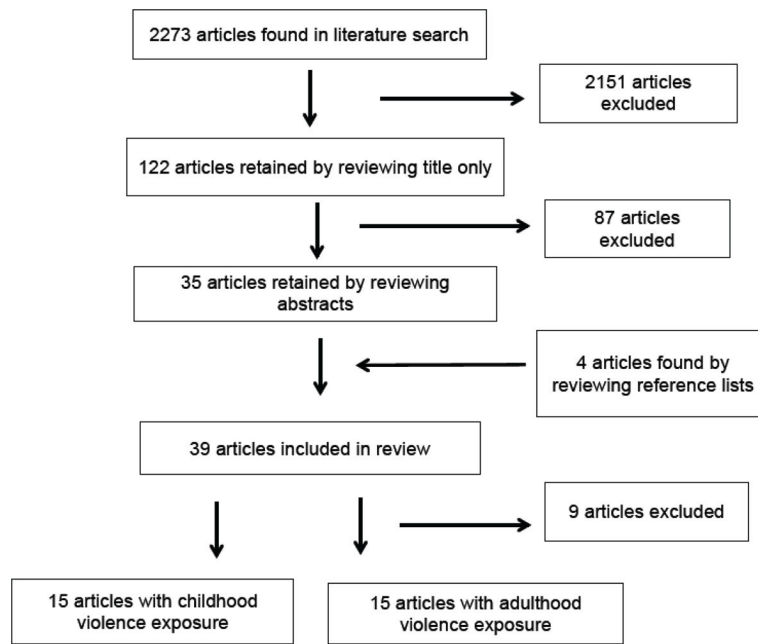 2273 articles found in literature search
2151 articles
excluded
122 articles retained by reviewing title only
87 articles
excluded
35 articles retained by reviewing
abstracts
4 articles found by
reviewing reference lists
39 articles included in review
9 articles excluded
15 articles with childhood
violence exposure
15 articles with adulthood
violence exposure